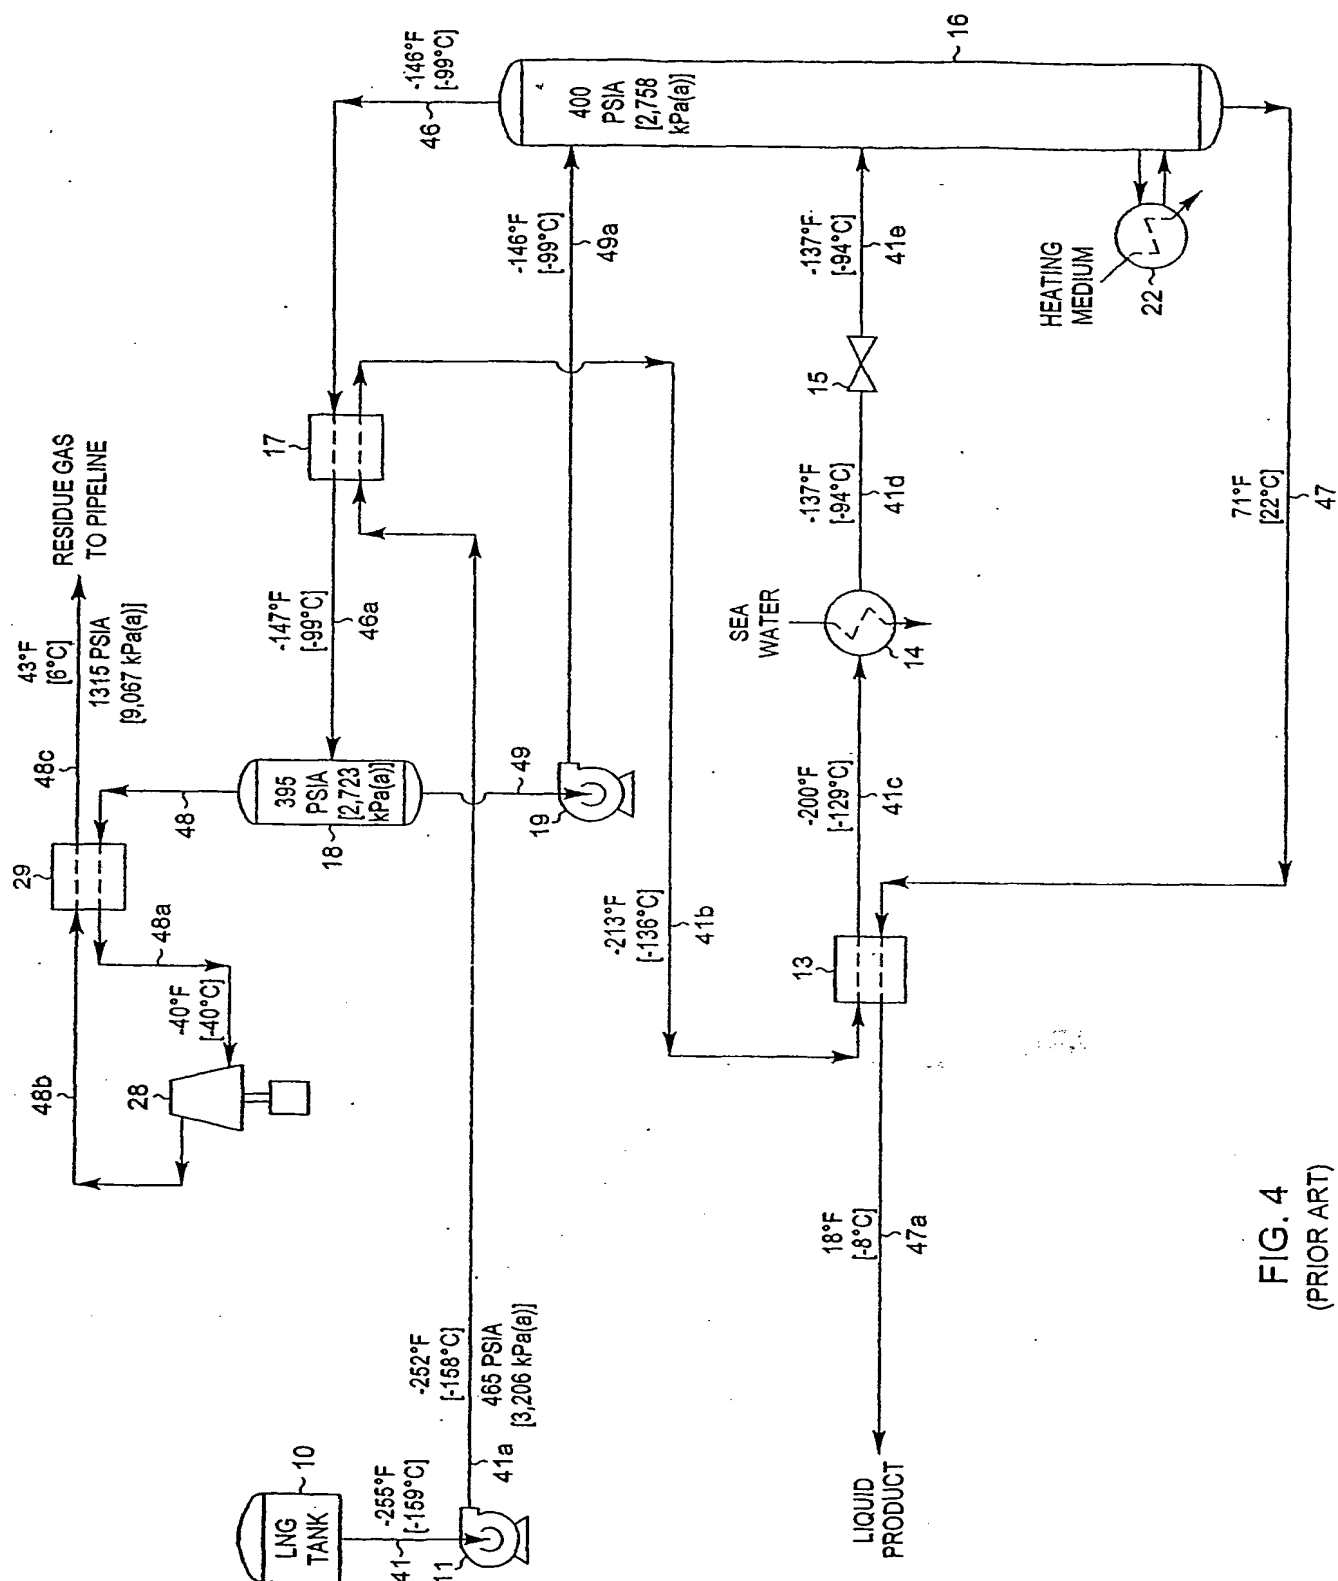 16
-146°F
[-99°C]
46
400
PSIA
[2,758
kPa(a)]
-146°F
[-99°C]
49a
-137°F
[-94°C]
41e
HEATING
MEDIUM
22
15
17
RESIDUE GAS
TO PIPELINE
43°F
[6°C]
1315 PSIA
[9,067 kPa(a)]
48c
-147°F
[-99°C]
46a
-137°F
[-94°C]
41d
71°F
[22°C]
47
SEA
WATER
14
395
PSIA
[2,723
kPa(a)]
18
48
49
19
29
-200°F
[-129°C]
41c
48a
-40°F
[-40°C]
-213°F
[-136°C]
41b
13
48b
28
18°F
[-8°C]
47a
-252°F
[-158°C]
465 PSIA
[3,206 kPa(a)]
41a
10
LNG
TANK
-255°F
[-159°C]
41
11
LIQUID
PRODUCT
FIG. 4
(PRIOR ART)